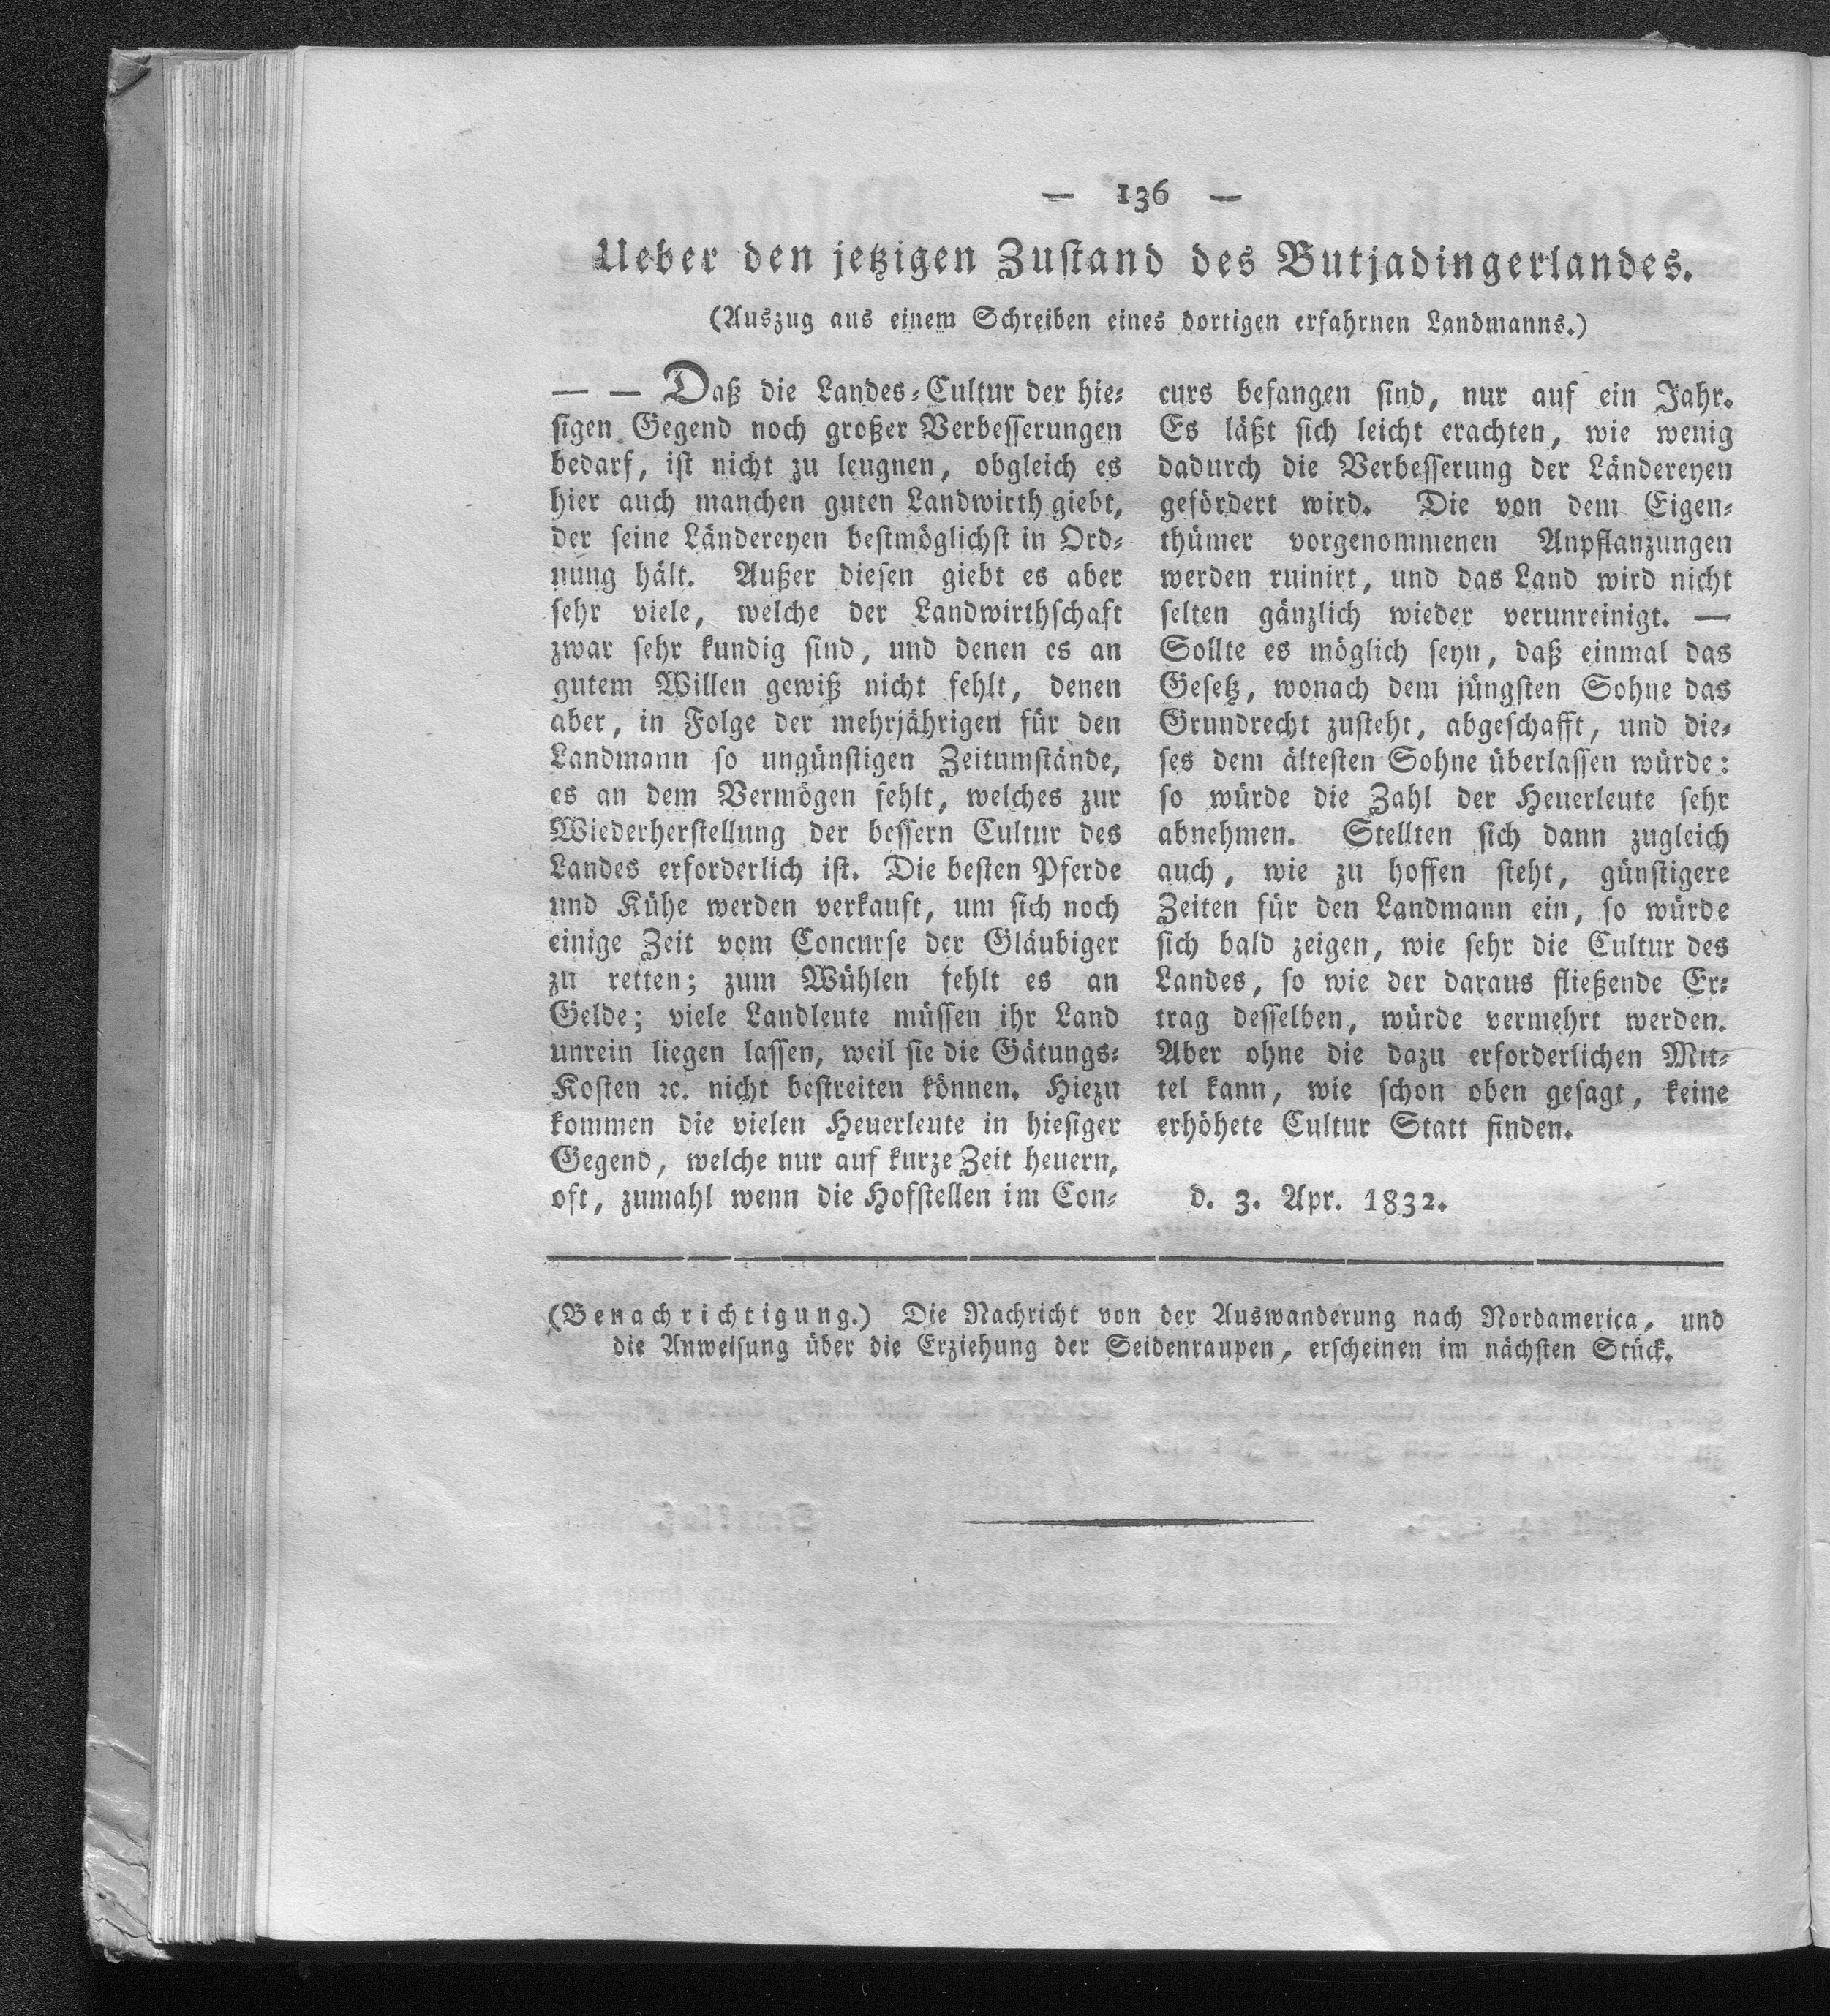 — 136 —
Ueber den jetzigen Zustand des Butjadingerlandes.
(Auszug aus einem Schreiben eines dortigen erfahrnen Landmanns.)
— — Daß die Landes-Cultur der hie-
sigen Gegend noch großer Verbesserungen
bedarf, ist nicht zu leugnen, obgleich es
hier auch manchen guten Landwirth giebt,
der seine Ländereyen bestmöglichst in Ord-
nung hält. Außer diesen giebt es aber
sehr viele, welche der Landwirthschaft
zwar sehr kundig sind, und denen es an
gutem Willen gewiß nicht fehlt, denen
aber, in Folge der mehrjährigen für den
Landmann so ungünstigen Zeitumstände,
es an dem Vermögen fehlt, welches zur
Wiederherstellung der bessern Cultur des
Landes erforderlich ist. Die besten Pferde
und Kühe werden verkauft, um sich noch
einige Zeit vom Concurse der Gläubiger
zu retten; zum Wühlen fehlt es an
Gelde; viele Landleute müssen ihr Land
unrein liegen lassen, weil sie die Gätungs-
Kosten ꝛc. nicht bestreiten können. Hiezu
kommen die vielen Heuerleute in hiesiger
Gegend, welche nur auf kurze Zeit heuern,
oft, zumahl wenn die Hofstellen im Con-
curs befangen sind, nur auf ein Jahr.
Es läßt sich leicht erachten, wie wenig
dadurch die Verbesserung der Ländereyen
gefördert wird. Die von dem Eigen-
thümer vorgenommenen Anpflanzungen
werden ruinirt, und das Land wird nicht
selten gänzlich wieder verunreinigt. —
Sollte es möglich seyn, daß einmal das
Gesetz, wonach dem jüngsten Sohne das
Grundrecht zusteht, abgeschafft, und die-
ses dem ältesten Sohne überlassen würde:
so würde die Zahl der Heuerleute sehr
abnehmen. Stellten sich dann zugleich
auch, wie zu hoffen steht, günstigere
Zeiten für den Landmann ein, so würde
sich bald zeigen, wie sehr die Cultur des
Landes, so wie der daraus fließende Er-
trag desselben, würde vermehrt werden.
Aber ohne die dazu erforderlichen Mit-
tel kann, wie schon oben gesagt, keine
erhöhete Cultur Statt finden.
d. 3. Apr. 1832.
(Benachrichtigung.) Die Nachricht von der Auswanderung nach Nordamerica, und
die Anweisung über die Erziehung der Seidenraupen, erscheinen im nächsten Stück.